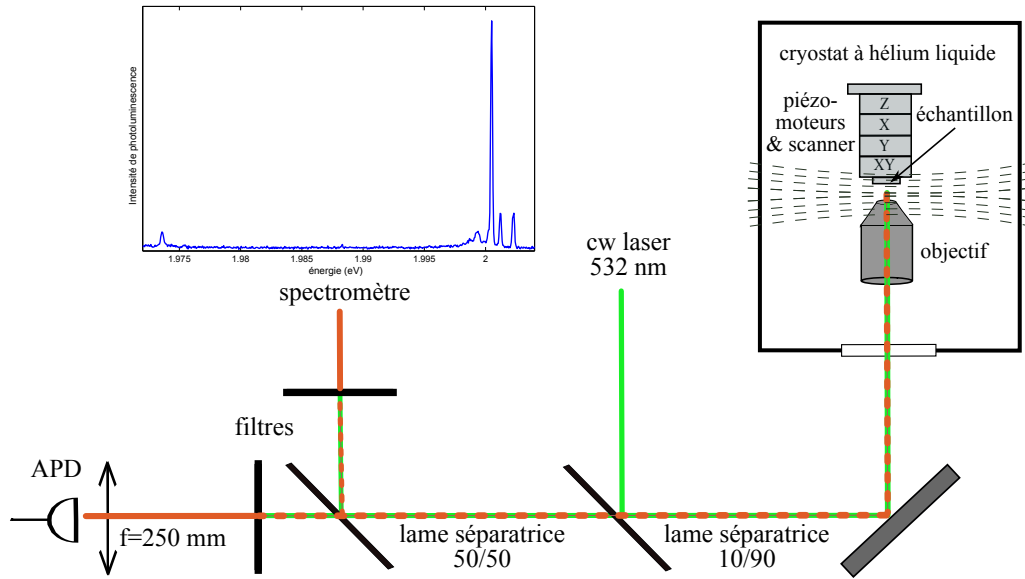 Intensité de photoluminescence
1.975
1.98
1.985
1.99
1.995
2
énergie (eV)
spectromètre
cryostat à hélium liquide
piézo-
moteurs
& scanner
Z
X
Y
XY
échantillon
objectif
cw laser
532 nm
filtres
APD
f=250 mm
lame séparatrice
50/50
lame séparatrice
10/90